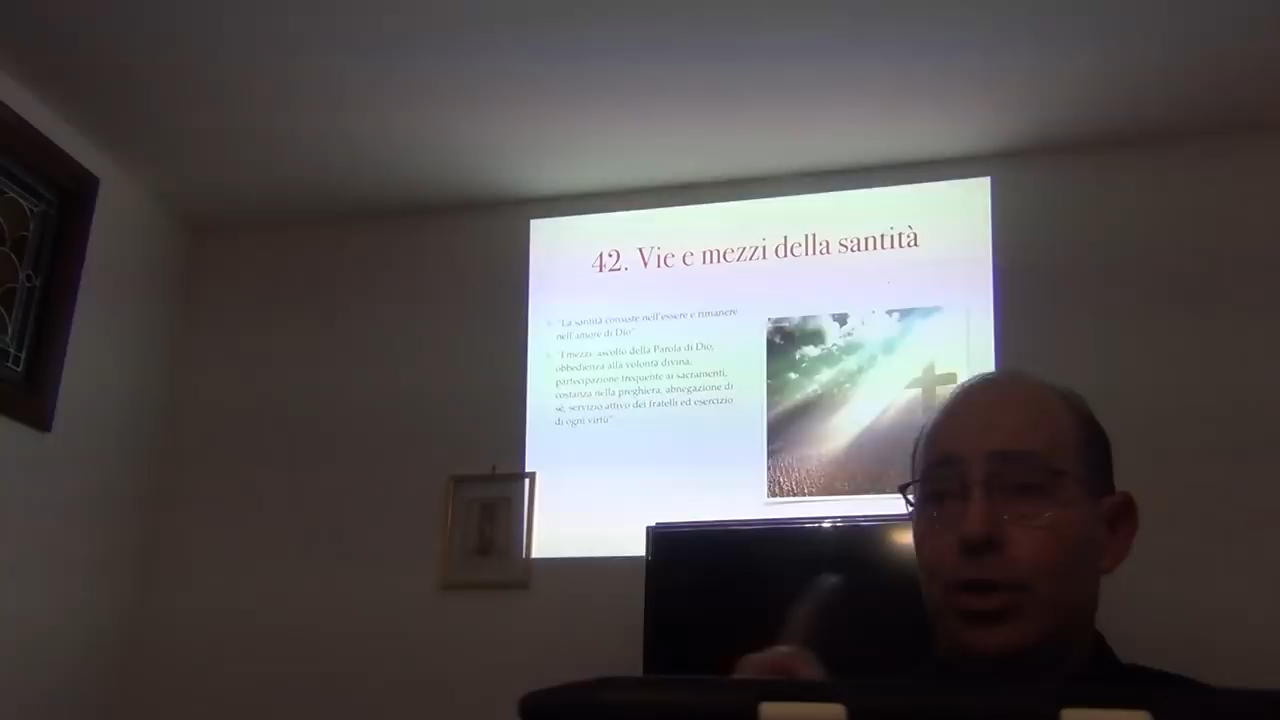 42. Vie e mezzi della santità
"La santità consiste nell'essere e rimanere
nell'amore di Dio"
"I mezzi: ascolto della Parola di Dio,
obbedienza alla volontà divina,
partecipazione frequente ai sacramenti,
costanza nella preghiera, abnegazione di
sè, servizio attivo dei fratelli ed esercizio
di ogni virtù"